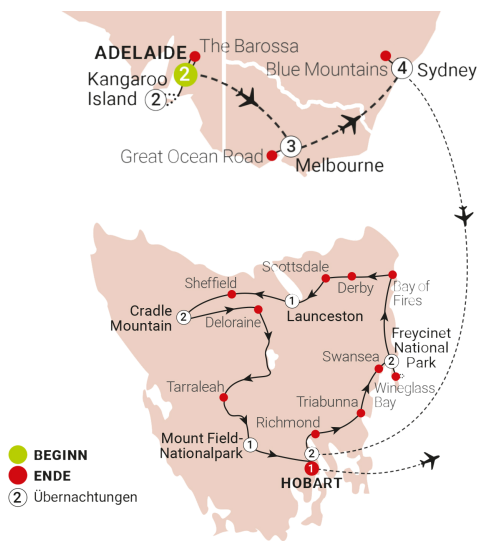 ADELAIDE
The Barossa
2
Kangaroo
Island
2
Blue Mountains
4
Sydney
Great Ocean Road
3
Melbourne
Scottsdale
Sheffield
Derby
Bay of
Fires
Cradle
Mountain
2
1
Launceston
Deloraine
Freycinet
National
Park
2
Swansea
Wineglass
Bay
Tarraleah
Triabunna
Richmond
Mount Field-
Nationalpark
1
2
1
HOBART
BEGINN
ENDE
2 Übernachtungen